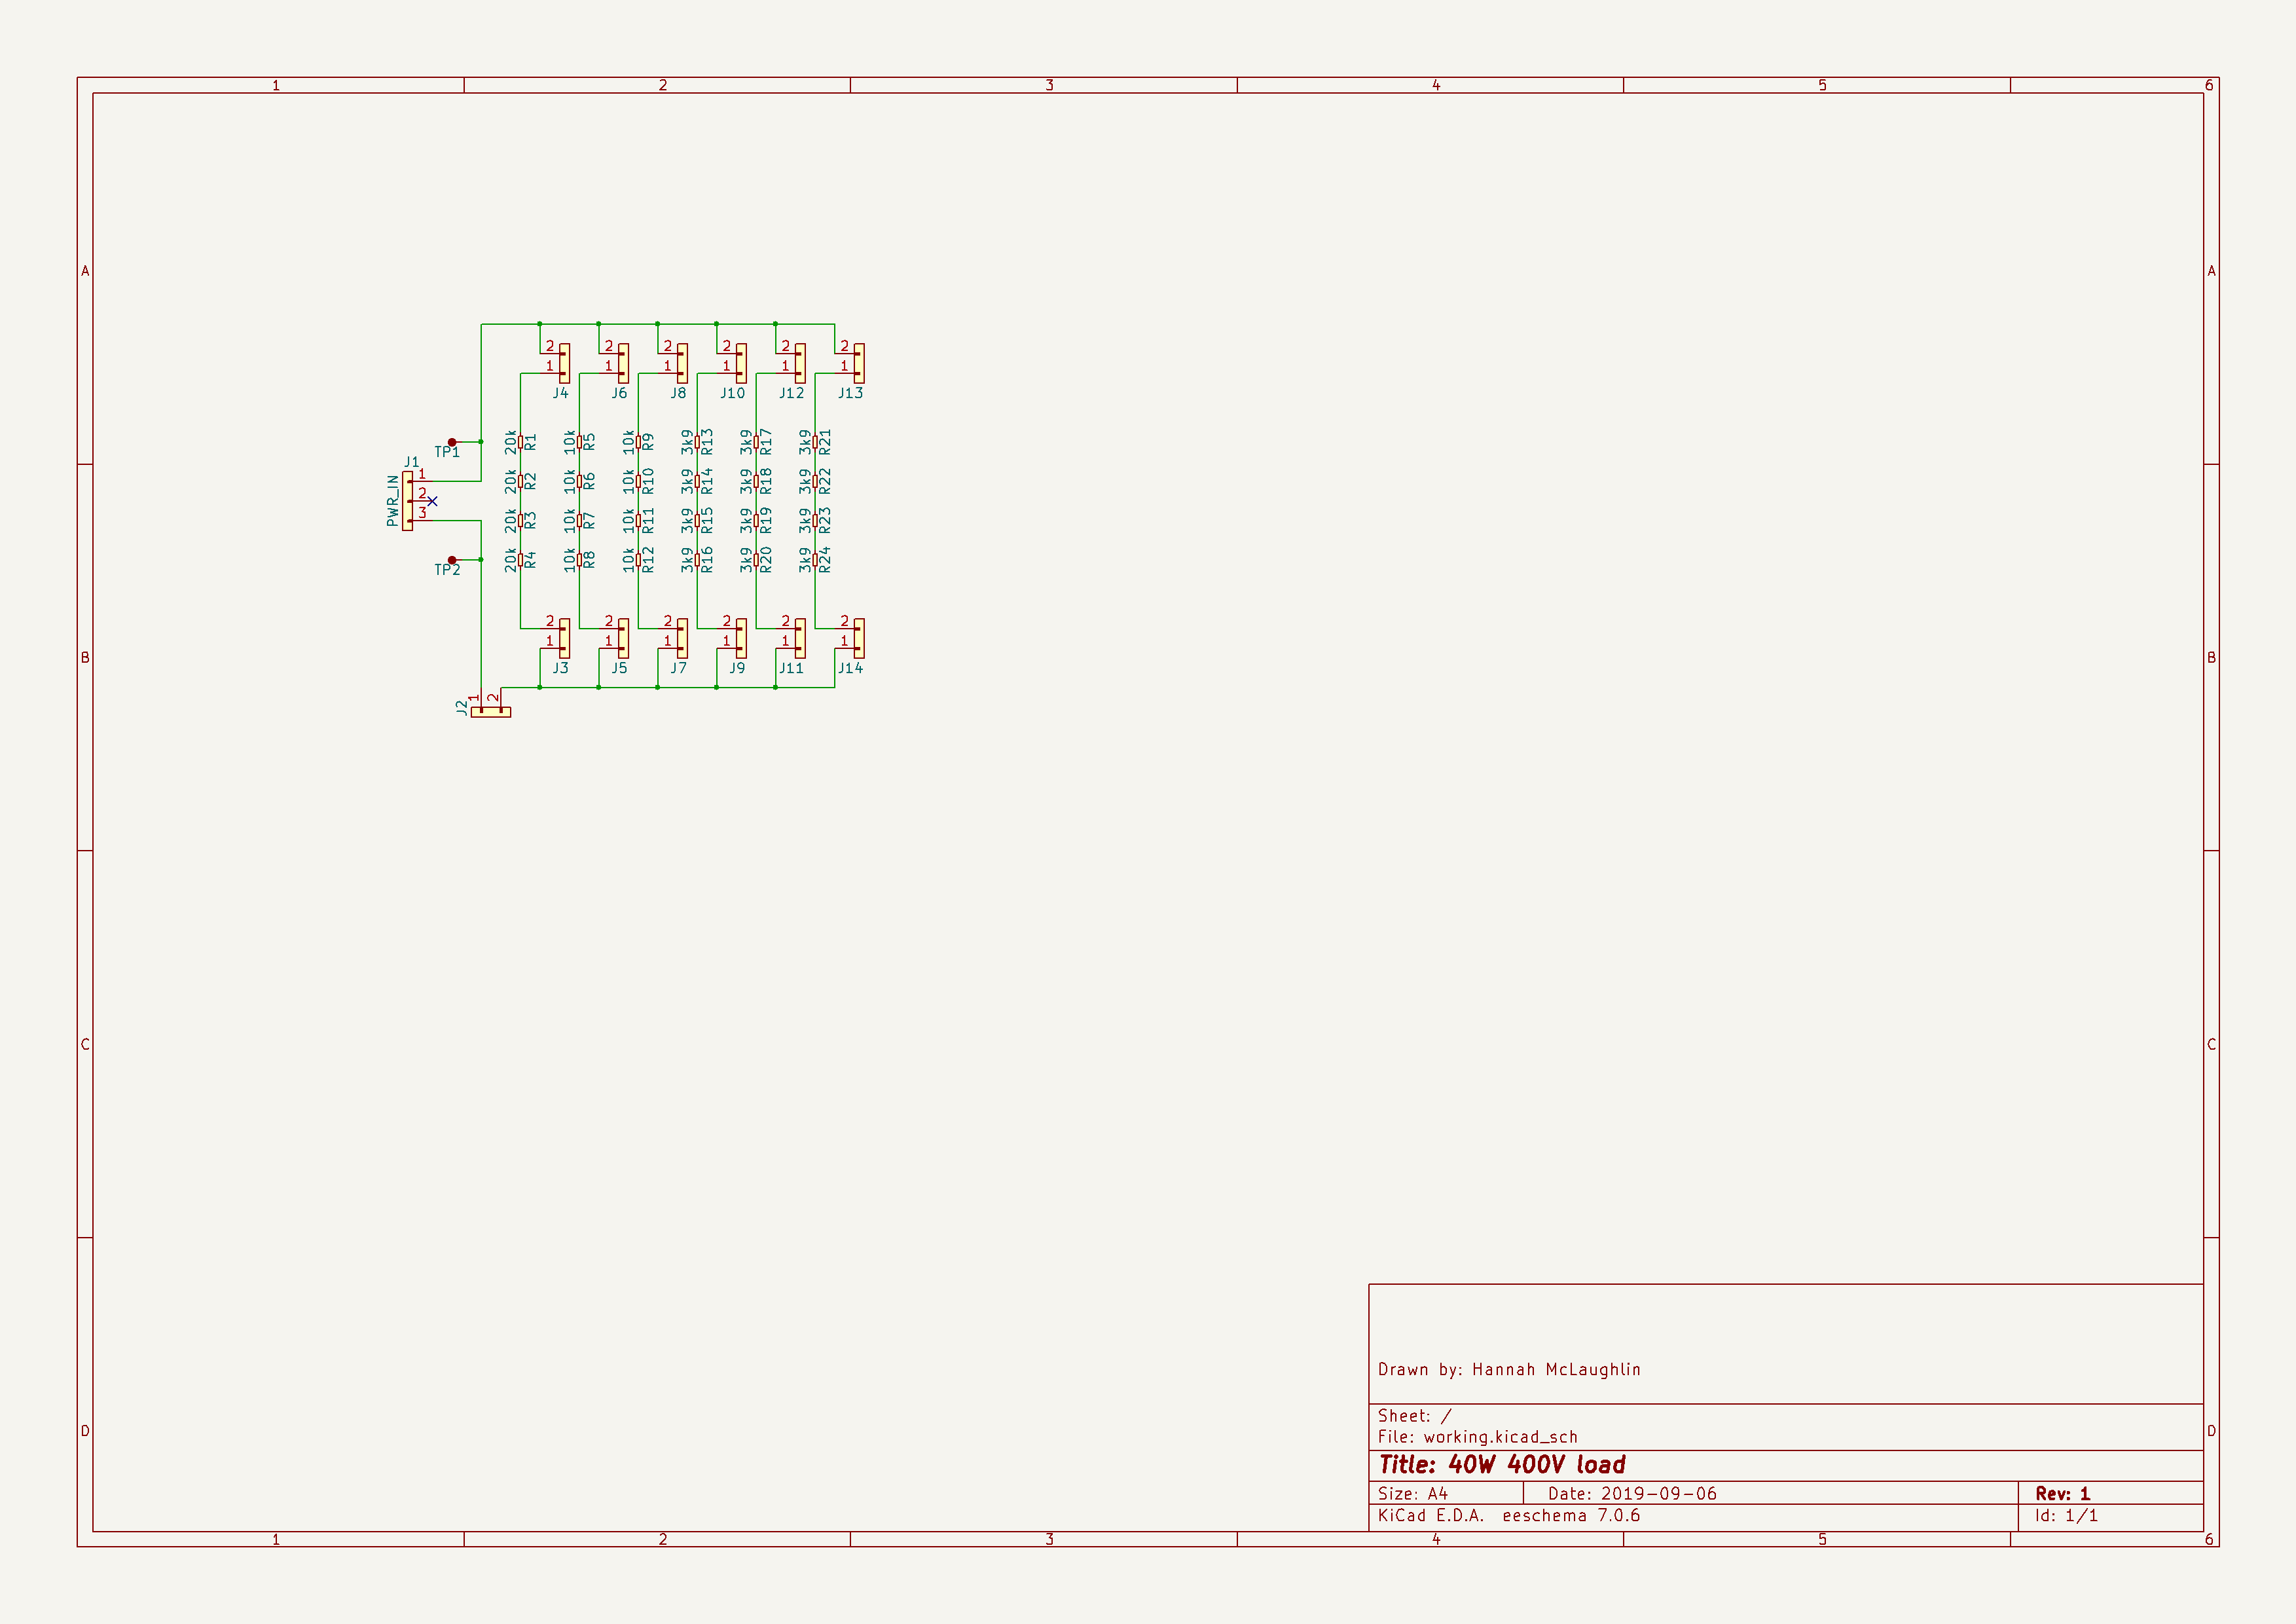 1 2 3 4 5 6
A A
2 2 2 2 2 2
1 1 1 1 1 1
J4 J6 J8 J10 J12 J13
TP1
20k R1 10k R5 10k R9 3k9 R13 3k9 R17 3k9 R21
J1
PWR_IN
1
2
3
20k R2 10k R6 10k R10 3k9 R14 3k9 R18 3k9 R22
20k R3 10k R7 10k R11 3k9 R15 3k9 R19 3k9 R23
20k R4 10k R8 10k R12 3k9 R16 3k9 R20 3k9 R24
TP2
2 2 2 2 2 2
1 1 1 1 1 1
J3 J5 J7 J9 J11 J14
B B
J2 1 2
C C
Drawn by: Hannah McLaughlin
Sheet: /
File: working.kicad_sch
D D
Title: 40W 400V load
Size: A4 Date: 2019-09-06 Rev: 1
KiCad E.D.A. eeschema 7.0.6 Id: 1/1
1 2 3 4 5 6